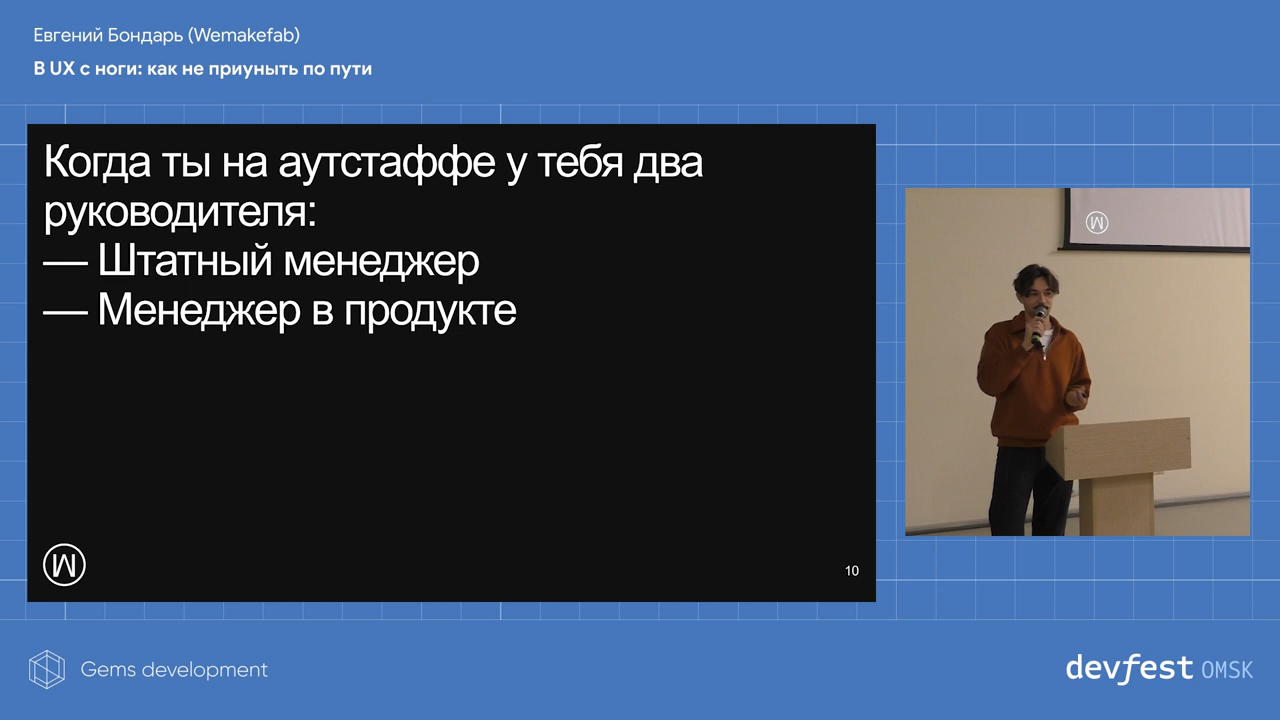 Евгений Бондарь (Wemakefab)
В UX с ноги: как не приуныть по пути
Когда ты на аутстаффе у тебя два
руководителя:
— Штатный менеджер
— Менеджер в продукте
10
Gems development
devfest OMSK